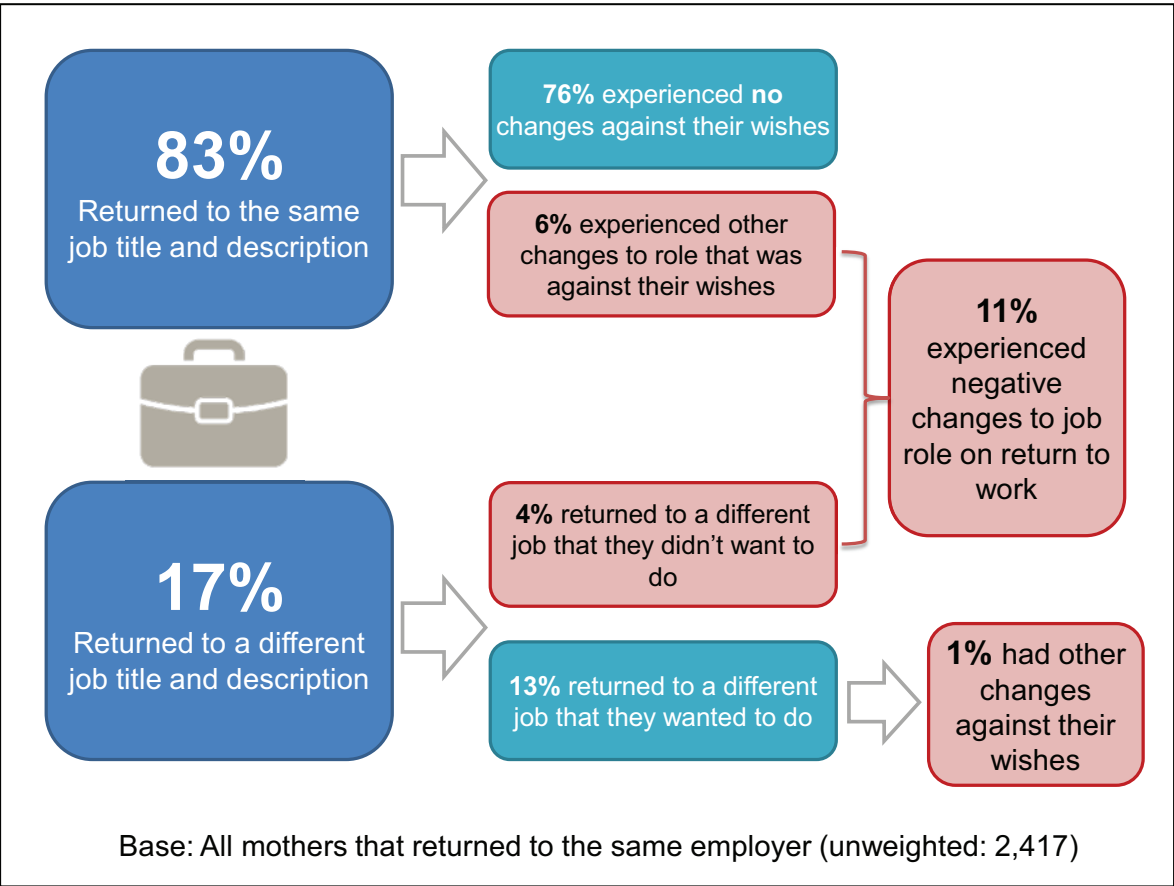 83%
Returned to the same
job title and description
76% experienced no
changes against their wishes
6% experienced other
changes to role that was
against their wishes
11%
experienced
negative
changes to job
role on return to
work
17%
Returned to a different
job title and description
4% returned to a different
job that they didn’t want to
do
13% returned to a different
job that they wanted to do
1% had other
changes
against their
wishes
Base: All mothers that returned to the same employer (unweighted: 2,417)